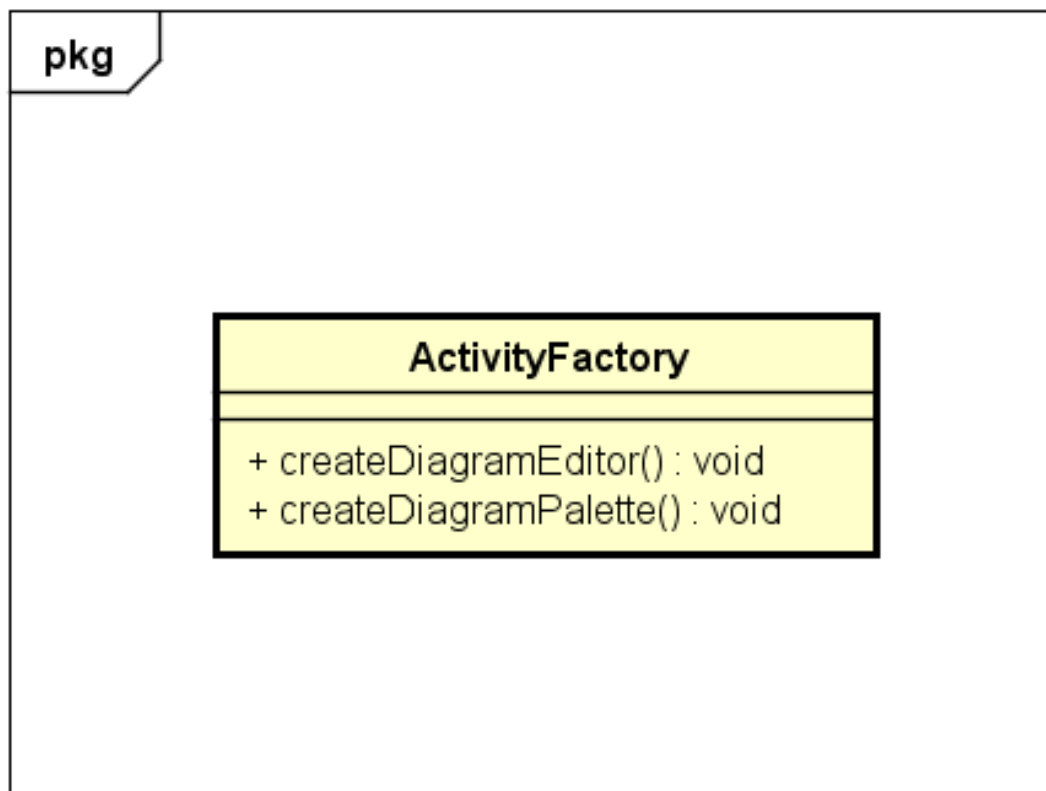 pkg
ActivityFactory
+ createDiagramEditor() : void
+ createDiagramPalette() : void